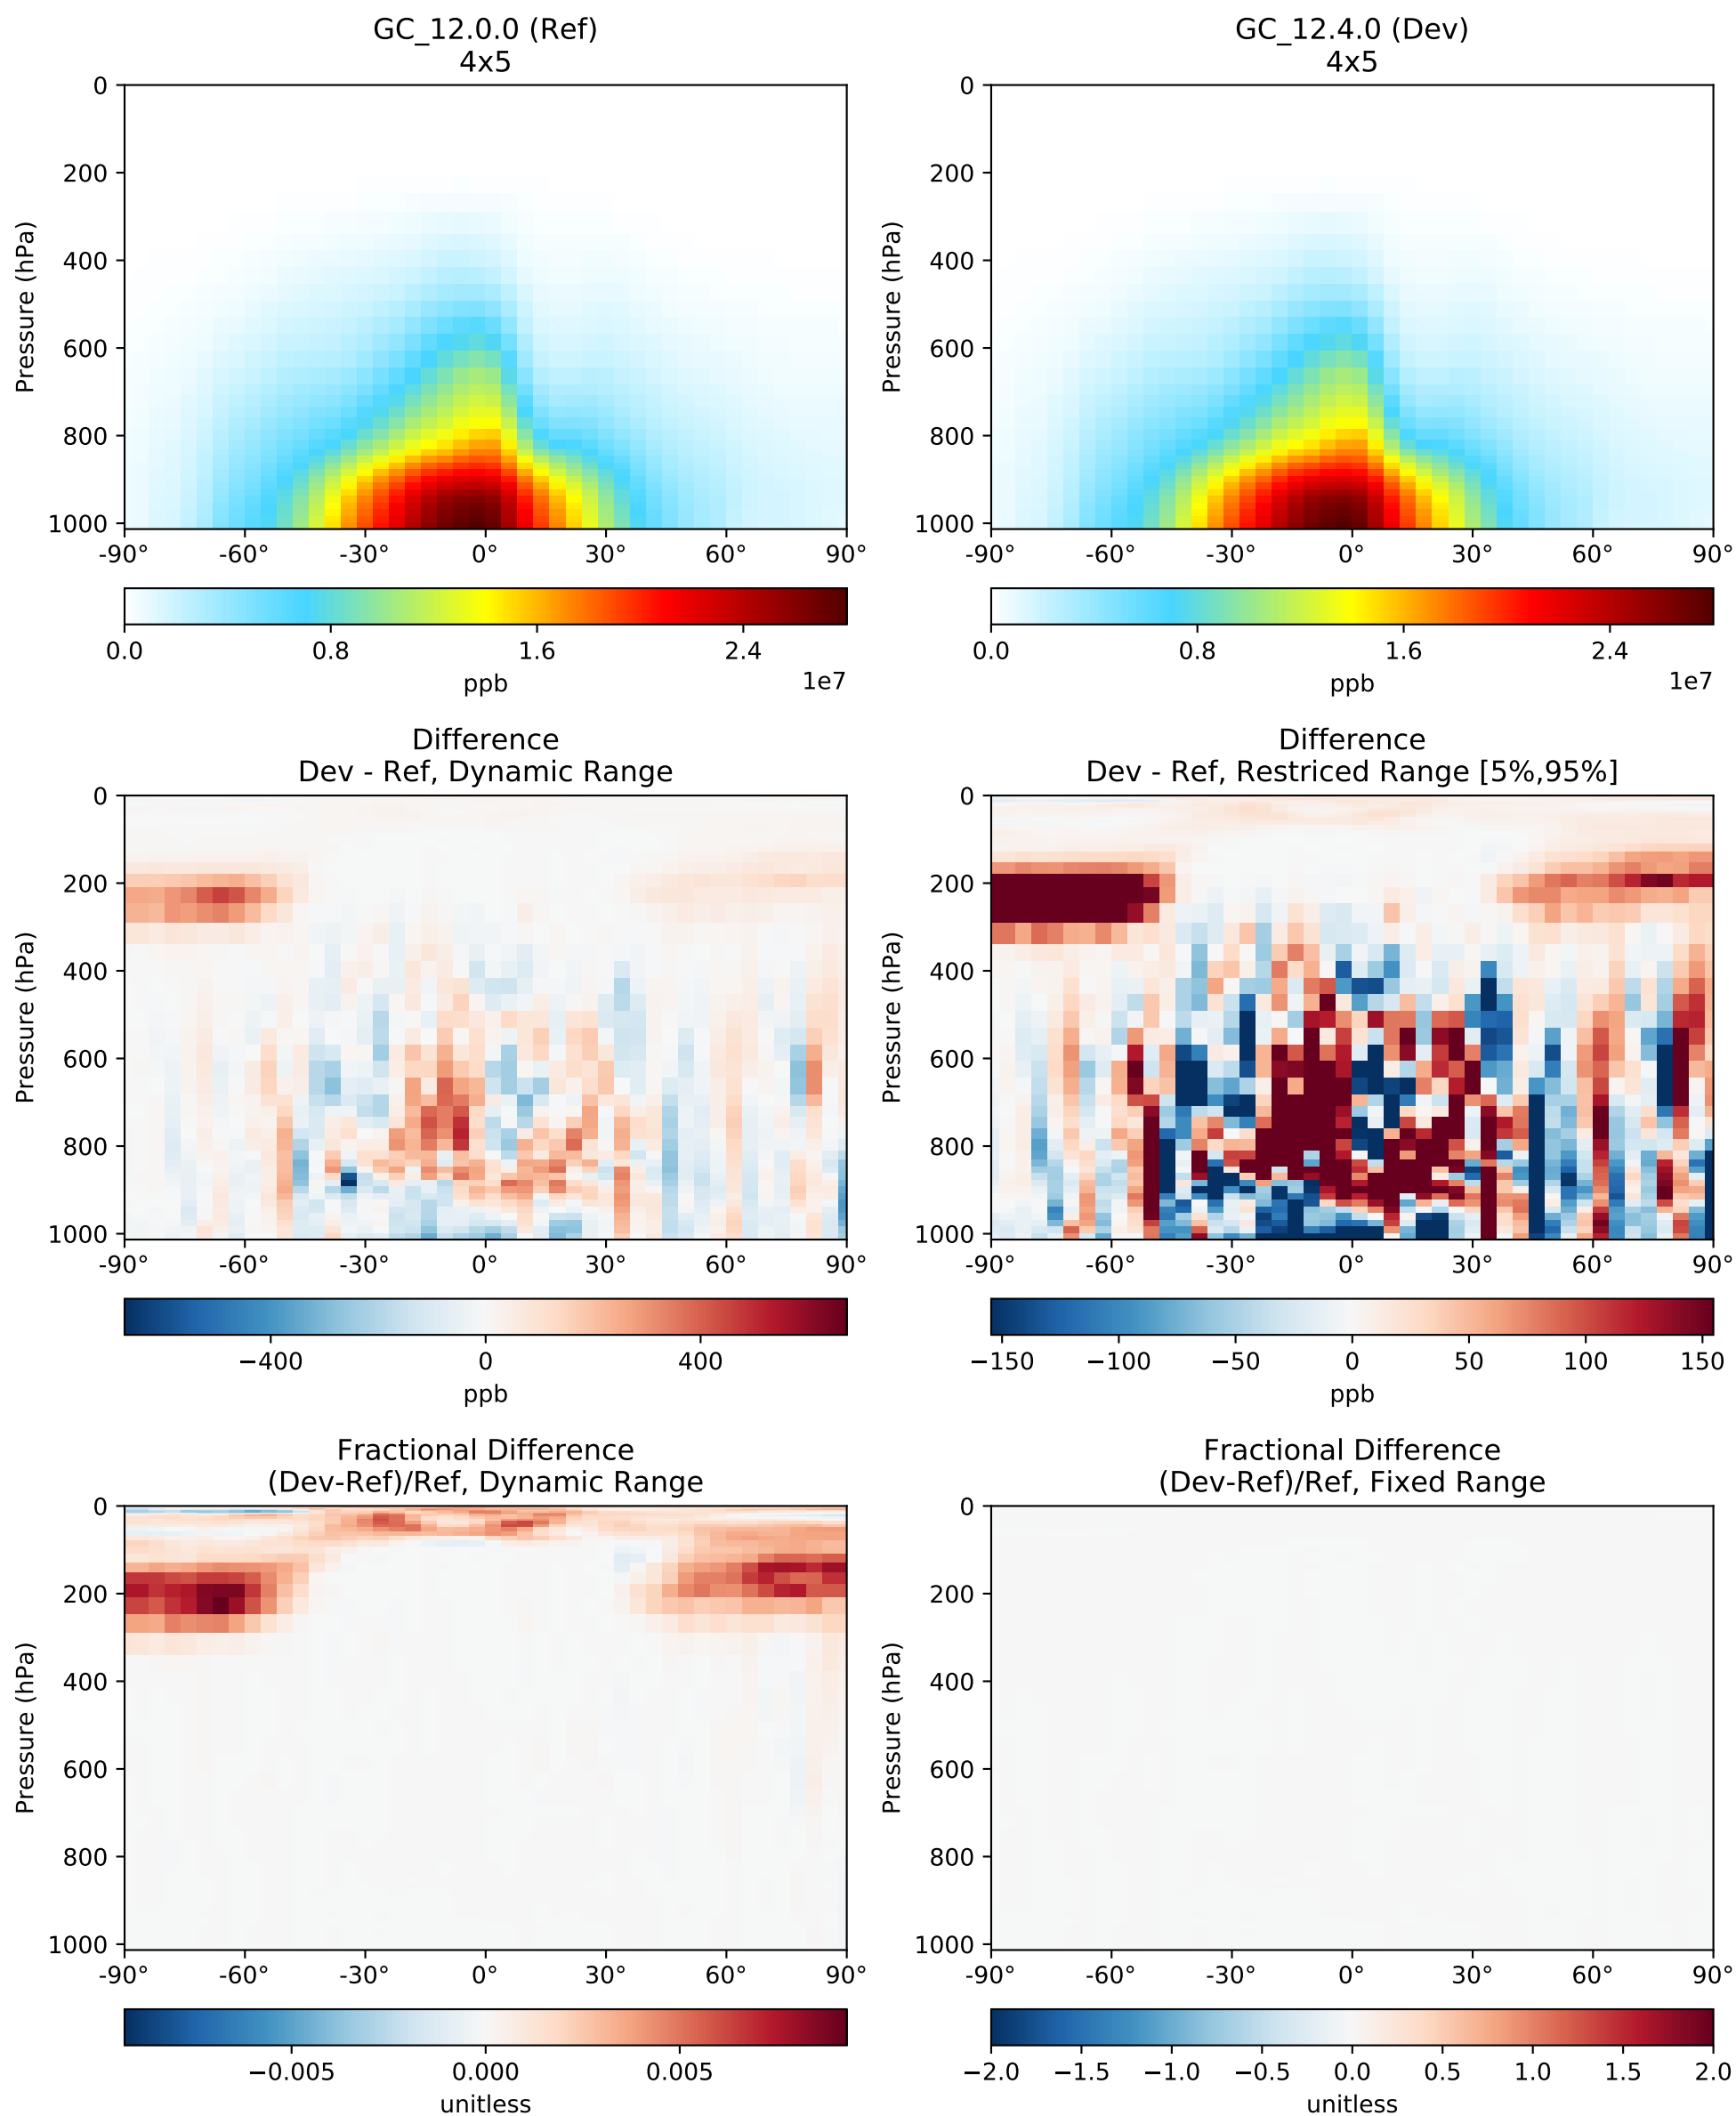 GC_12.0.0 (Ref)
4x5
0
200
400
600
800
1000
Pressure (hPa)
-90° -60° -30° 0° 30° 60° 90°
0.0 0.8 1.6 2.4
1e7
ppb
GC_12.4.0 (Dev)
4x5
0
200
400
600
800
1000
Pressure (hPa)
-90° -60° -30° 0° 30° 60° 90°
0.0 0.8 1.6 2.4
1e7
ppb
Difference
Dev - Ref, Dynamic Range
0
200
400
600
800
1000
Pressure (hPa)
-90° -60° -30° 0° 30° 60° 90°
−400 0 400
ppb
Difference
Dev - Ref, Restriced Range [5%,95%]
0
200
400
600
800
1000
Pressure (hPa)
-90° -60° -30° 0° 30° 60° 90°
−150 −100 −50 0 50 100 150
ppb
Fractional Difference
(Dev-Ref)/Ref, Dynamic Range
0
200
400
600
800
1000
Pressure (hPa)
-90° -60° -30° 0° 30° 60° 90°
−0.005 0.000 0.005
unitless
Fractional Difference
(Dev-Ref)/Ref, Fixed Range
0
200
400
600
800
1000
Pressure (hPa)
-90° -60° -30° 0° 30° 60° 90°
−2.0 −1.5 −1.0 −0.5 0.0 0.5 1.0 1.5 2.0
unitless